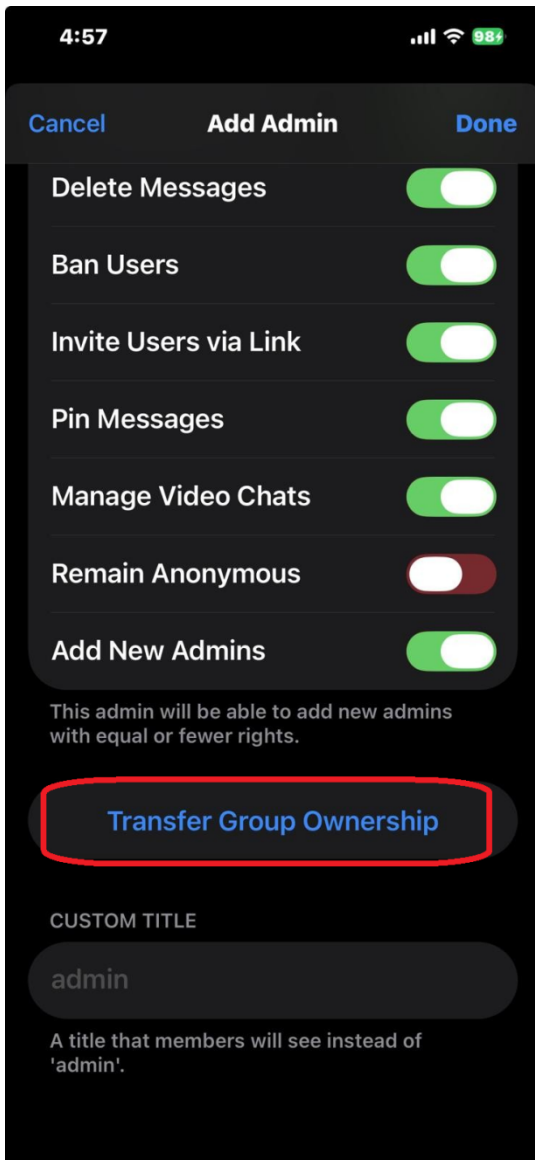 4:57
98
Cancel
Add Admin
Done
Delete Messages
Ban Users
Invite Users via Link
Pin Messages
Manage Video Chats
Remain Anonymous
Add New Admins
This admin will be able to add new admins
with equal or fewer rights.
Transfer Group Ownership
CUSTOM TITLE
admin
A title that members will see instead of
'admin'.